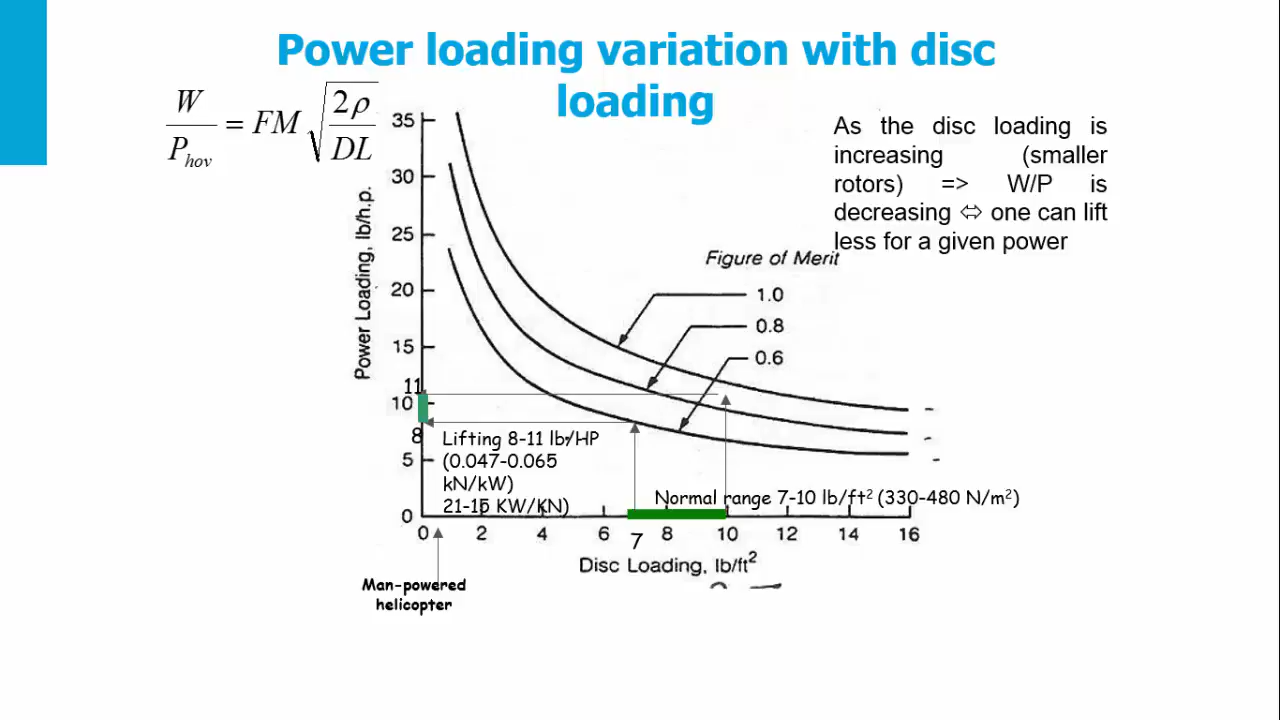 Power loading variation with disc
loading
W/P_hov = FM √(2ρ/DL)
As the disc loading is
increasing (smaller
rotors) => W/P is
decreasing ⇔ one can lift
less for a given power
Power Loading, lb/h.p.
35
30
25
20
15
11
10
8
5
0
Figure of Merit
1.0
0.8
0.6
Lifting 8-11 lb/HP
(0.047-0.065
kN/kW)
21-15 KW/KN)
Normal range 7-10 lb/ft² (330-480 N/m²)
0 2 4 6 8 10 12 14 16
7
Disc Loading, lb/ft²
Man-powered
helicopter